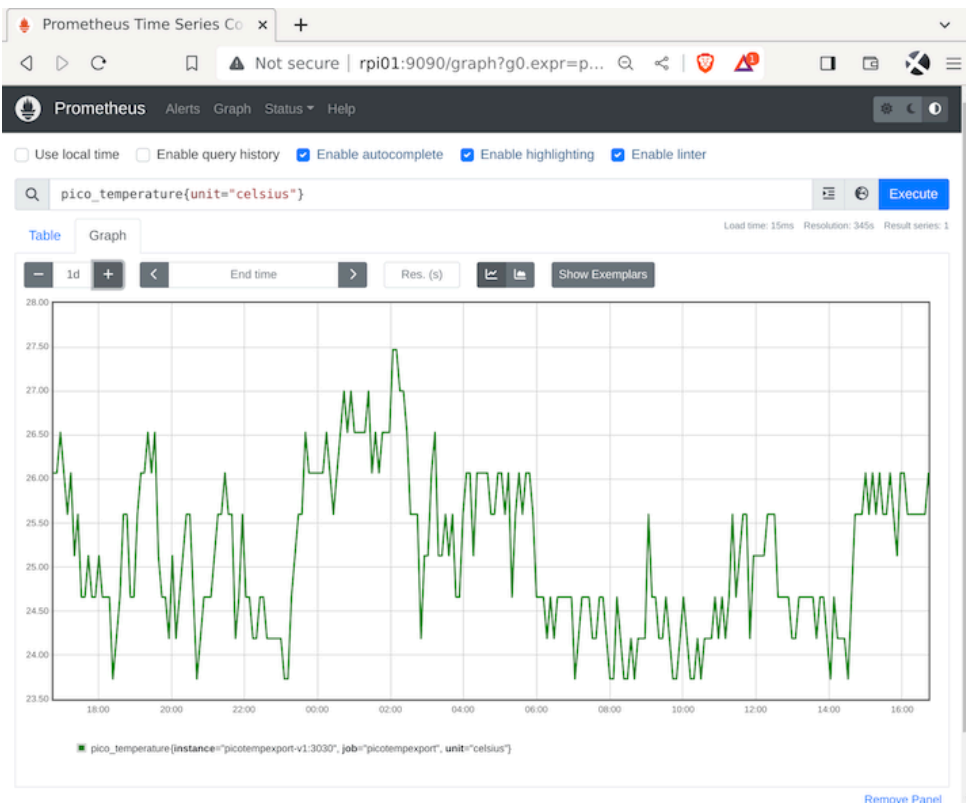 Prometheus Time Series Co × +
Not secure | rpi01:9090/graph?g0.expr=p... 1
Prometheus Alerts Graph Status Help
Use local time Enable query history Enable autocomplete Enable highlighting Enable linter
pico_temperature{unit="celsius"} Execute
Load time: 15ms Resolution: 345s Result series: 1
Table Graph
− 1d + < End time > Res. (s) Show Exemplars
28.00
27.50
27.00
26.50
26.00
25.50
25.00
24.50
24.00
23.50
18:00 20:00 22:00 00:00 02:00 04:00 06:00 08:00 10:00 12:00 14:00 16:00
pico_temperature{instance="picotempexport-v1:3030", job="picotempexport", unit="celsius"}
Remove Panel